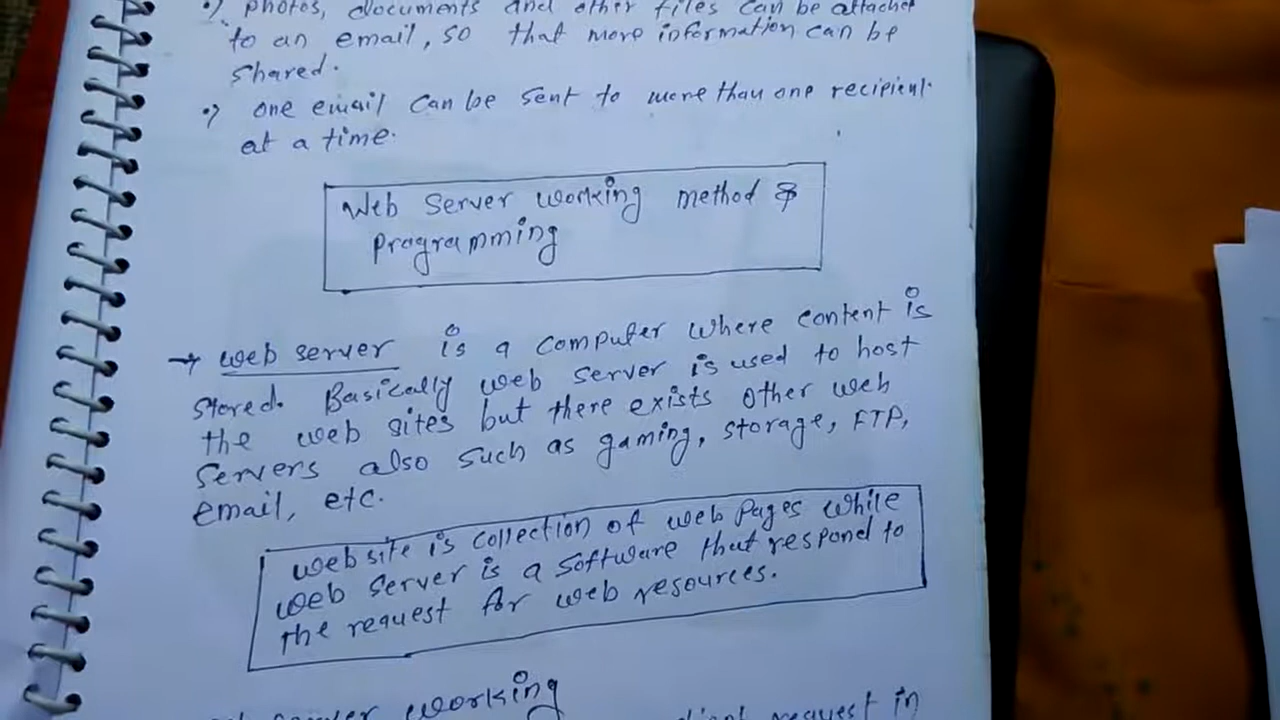 •) photos, documents and other files can be attached
to an email, so that more information can be
shared.
•) one email can be sent to more than one recipient.
at a time.
Web Server working method &
Programming
→ web server is a computer where content is
stored. Basically web server is used to host
the web sites but there exists other web
servers also such as gaming, storage, FTP,
email, etc.
website is collection of web pages while
web server is a software that respond to
the request for web resources.
server working
request in